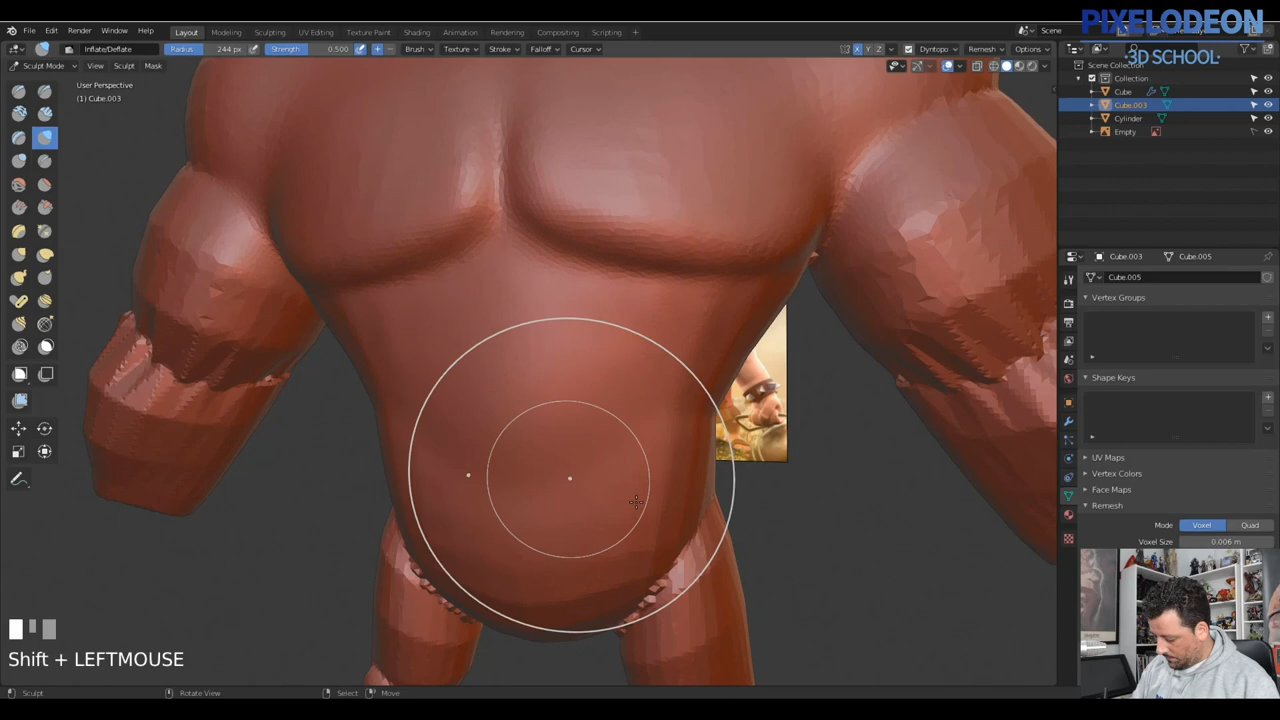 PIXELODEON
·3D SCHOOL·
File Edit Render Window Help Layout Modeling Sculpting UV Editing Texture Paint Shading Animation Rendering Compositing Scripting + Scene
Inflate/Deflate Radius 244 px Strength 0.500 Brush Texture Stroke Falloff Cursor X Y Z Dyntopo Remesh Options
Sculpt Mode View Sculpt Mask
User Perspective
(1) Cube.003
Scene Collection
Collection
Cube
Cube.003
Cylinder
Empty
Cube.003 Cube.005
Cube.005
Vertex Groups
Shape Keys
UV Maps
Vertex Colors
Face Maps
Remesh
Mode Voxel Quad
Voxel Size 0.006 m
Shift + LEFTMOUSE
Sculpt Rotate View Select Move